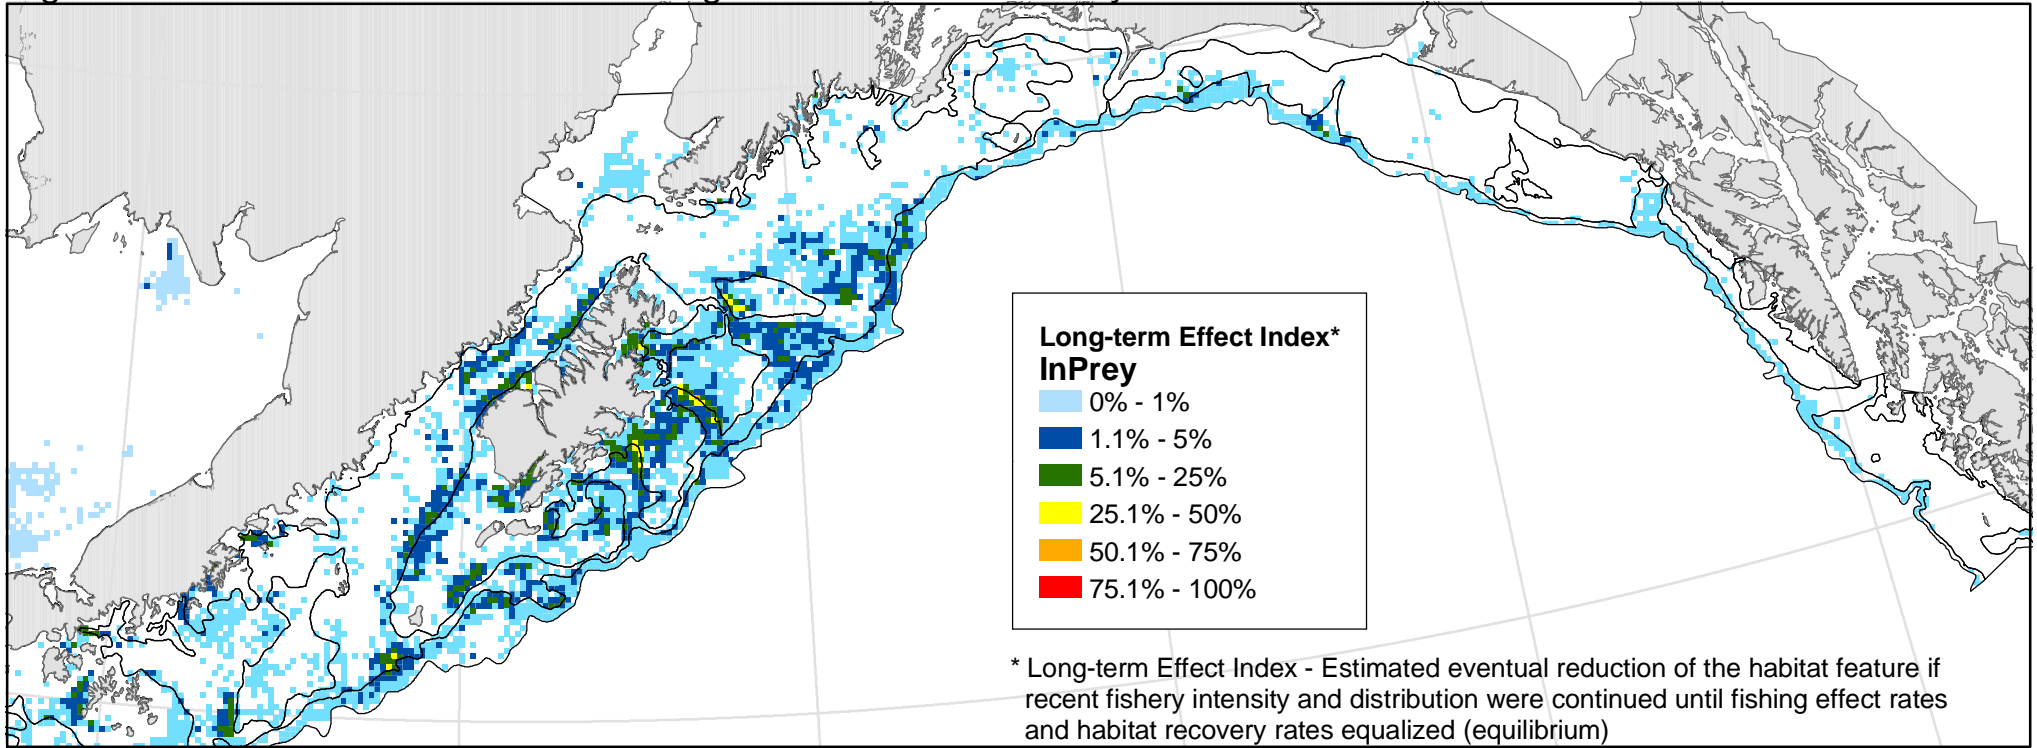 Long-term Effect Index*
InPrey
0% - 1%
1.1% - 5%
5.1% - 25%
25.1% - 50%
50.1% - 75%
75.1% - 100%
* Long-term Effect Index - Estimated eventual reduction of the habitat feature if
recent fishery intensity and distribution were continued until fishing effect rates
and habitat recovery rates equalized (equilibrium)